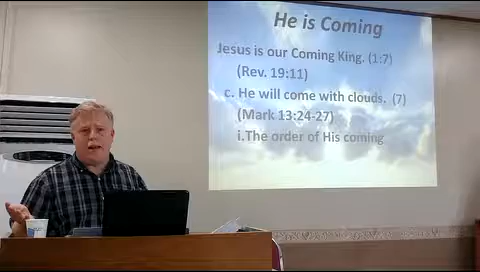 He is Coming
Jesus is our Coming King. (1:7)
(Rev. 19:11)
c. He will come with clouds. (7)
(Mark 13:24-27)
i.The order of His coming